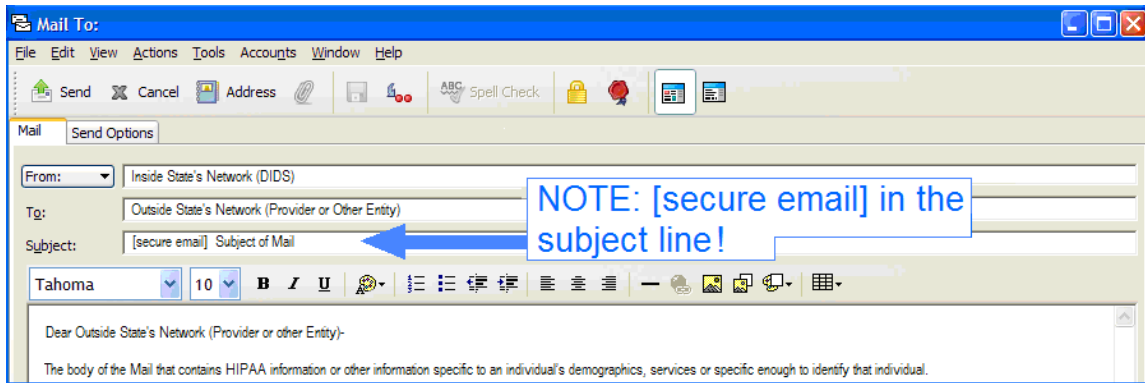 Mail To:
File Edit View Actions Tools Accounts Window Help
Send Cancel Address ABC Spell Check
Mail Send Options
From: Inside State's Network (DIDS)
To: Outside State's Network (Provider or Other Entity)
Subject: [secure email] Subject of Mail
NOTE: [secure email] in the
subject line!
Tahoma 10 B I U
Dear Outside State's Network (Provider or other Entity)-
The body of the Mail that contains HIPAA information or other information specific to an individual's demographics, services or specific enough to identify that individual.